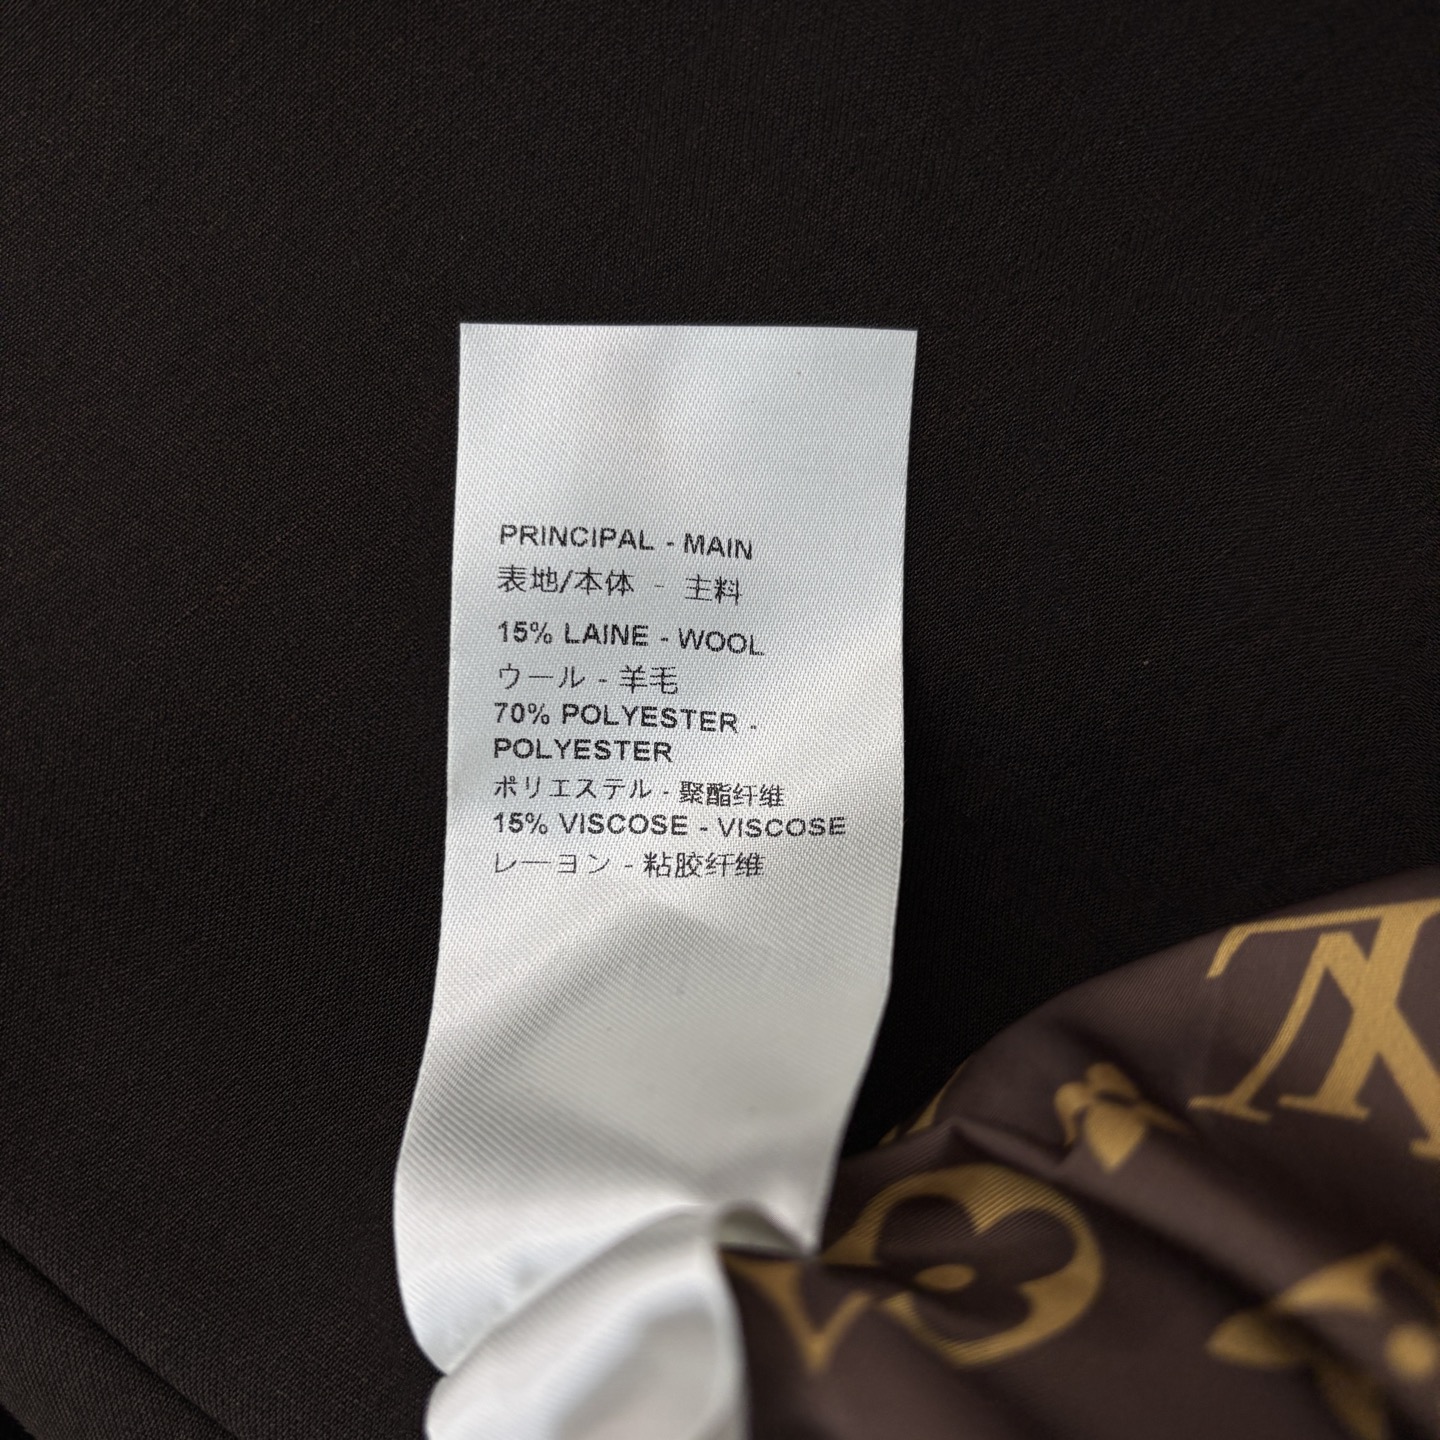 PRINCIPAL - MAIN
表地/本体 - 主料
15% LAINE - WOOL
ウール - 羊毛
70% POLYESTER -
POLYESTER
ポリエステル - 聚酯纤维
15% VISCOSE - VISCOSE
レーヨン - 粘胶纤维